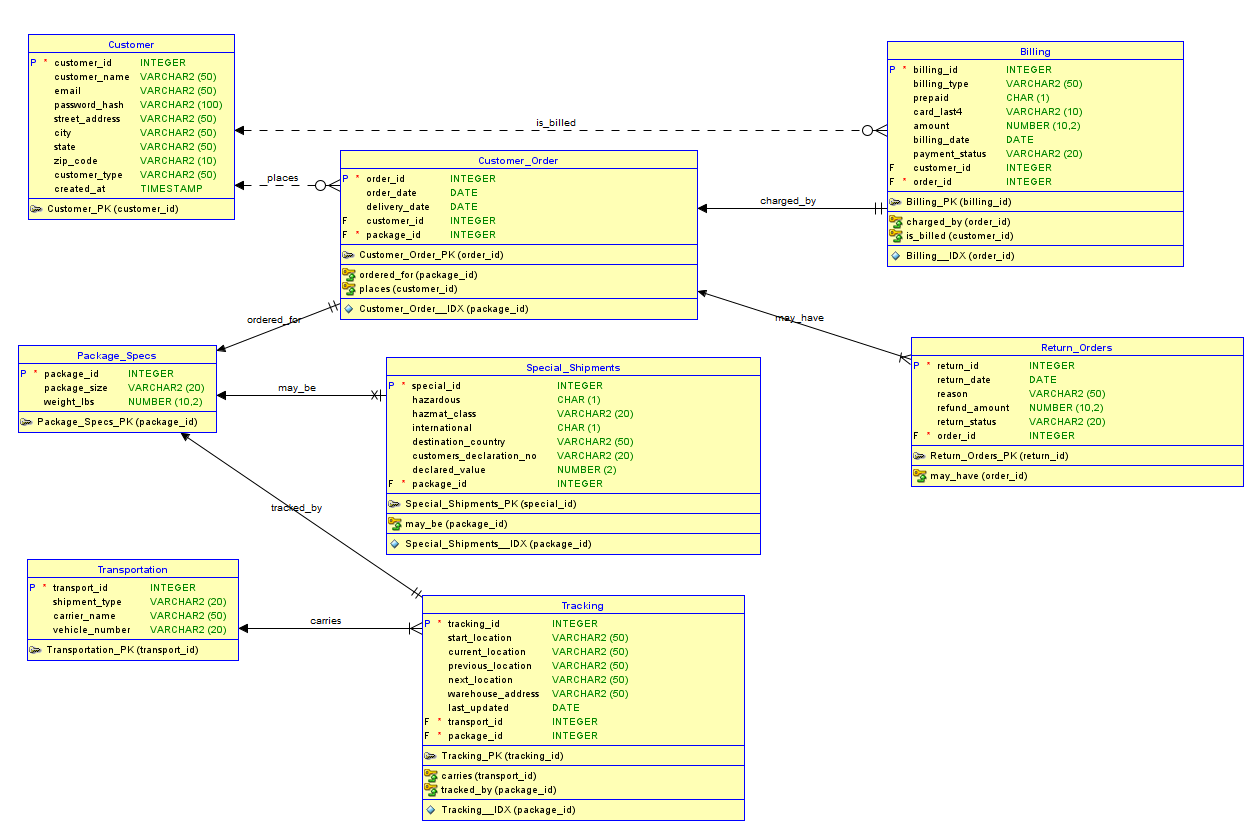 Customer
P * customer_id INTEGER
customer_name VARCHAR2 (50)
email VARCHAR2 (50)
password_hash VARCHAR2 (100)
street_address VARCHAR2 (50)
city VARCHAR2 (50)
state VARCHAR2 (50)
zip_code VARCHAR2 (10)
customer_type VARCHAR2 (50)
created_at TIMESTAMP
Customer_PK (customer_id)
is_billed
places
Billing
P * billing_id INTEGER
billing_type VARCHAR2 (50)
prepaid CHAR (1)
card_last4 VARCHAR2 (10)
amount NUMBER (10,2)
billing_date DATE
payment_status VARCHAR2 (20)
F customer_id INTEGER
F * order_id INTEGER
Billing_PK (billing_id)
charged_by (order_id)
is_billed (customer_id)
Billing__IDX (order_id)
Customer_Order
P * order_id INTEGER
order_date DATE
delivery_date DATE
F customer_id INTEGER
F * package_id INTEGER
Customer_Order_PK (order_id)
ordered_for (package_id)
places (customer_id)
Customer_Order__IDX (package_id)
charged_by
ordered_for
may_have
Package_Specs
P * package_id INTEGER
package_size VARCHAR2 (20)
weight_lbs NUMBER (10,2)
Package_Specs_PK (package_id)
may_be
Special_Shipments
P * special_id INTEGER
hazardous CHAR (1)
hazmat_class VARCHAR2 (20)
international CHAR (1)
destination_country VARCHAR2 (50)
customers_declaration_no VARCHAR2 (20)
declared_value NUMBER (2)
F * package_id INTEGER
Special_Shipments_PK (special_id)
may_be (package_id)
Special_Shipments__IDX (package_id)
Return_Orders
P * return_id INTEGER
return_date DATE
reason VARCHAR2 (50)
refund_amount NUMBER (10,2)
return_status VARCHAR2 (20)
F * order_id INTEGER
Return_Orders_PK (return_id)
may_have (order_id)
tracked_by
Transportation
P * transport_id INTEGER
shipment_type VARCHAR2 (20)
carrier_name VARCHAR2 (50)
vehicle_number VARCHAR2 (20)
Transportation_PK (transport_id)
carries
Tracking
P * tracking_id INTEGER
start_location VARCHAR2 (50)
current_location VARCHAR2 (50)
previous_location VARCHAR2 (50)
next_location VARCHAR2 (50)
warehouse_address VARCHAR2 (50)
last_updated DATE
F * transport_id INTEGER
F * package_id INTEGER
Tracking_PK (tracking_id)
carries (transport_id)
tracked_by (package_id)
Tracking__IDX (package_id)